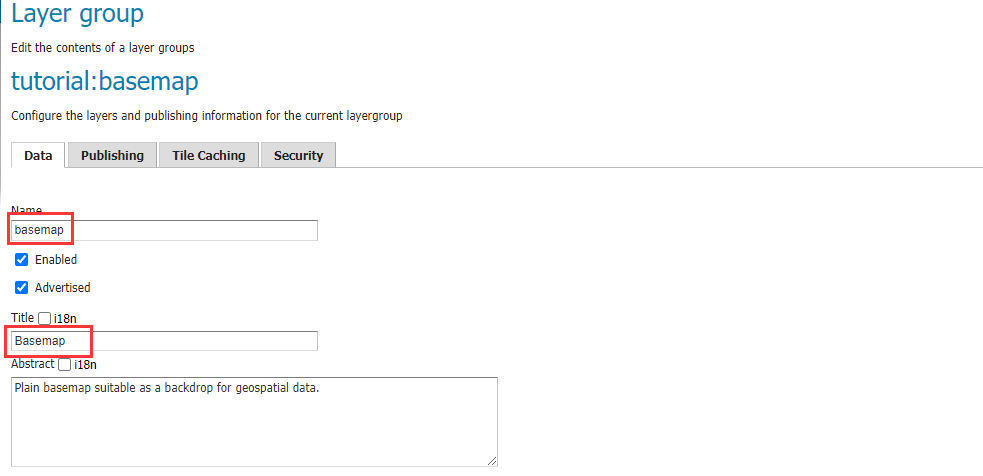 Layer group
Edit the contents of a layer groups
tutorial:basemap
Configure the layers and publishing information for the current layergroup
Data Publishing Tile Caching Security
Name
basemap
Enabled
Advertised
Title i18n
Basemap
Abstract i18n
Plain basemap suitable as a backdrop for geospatial data.